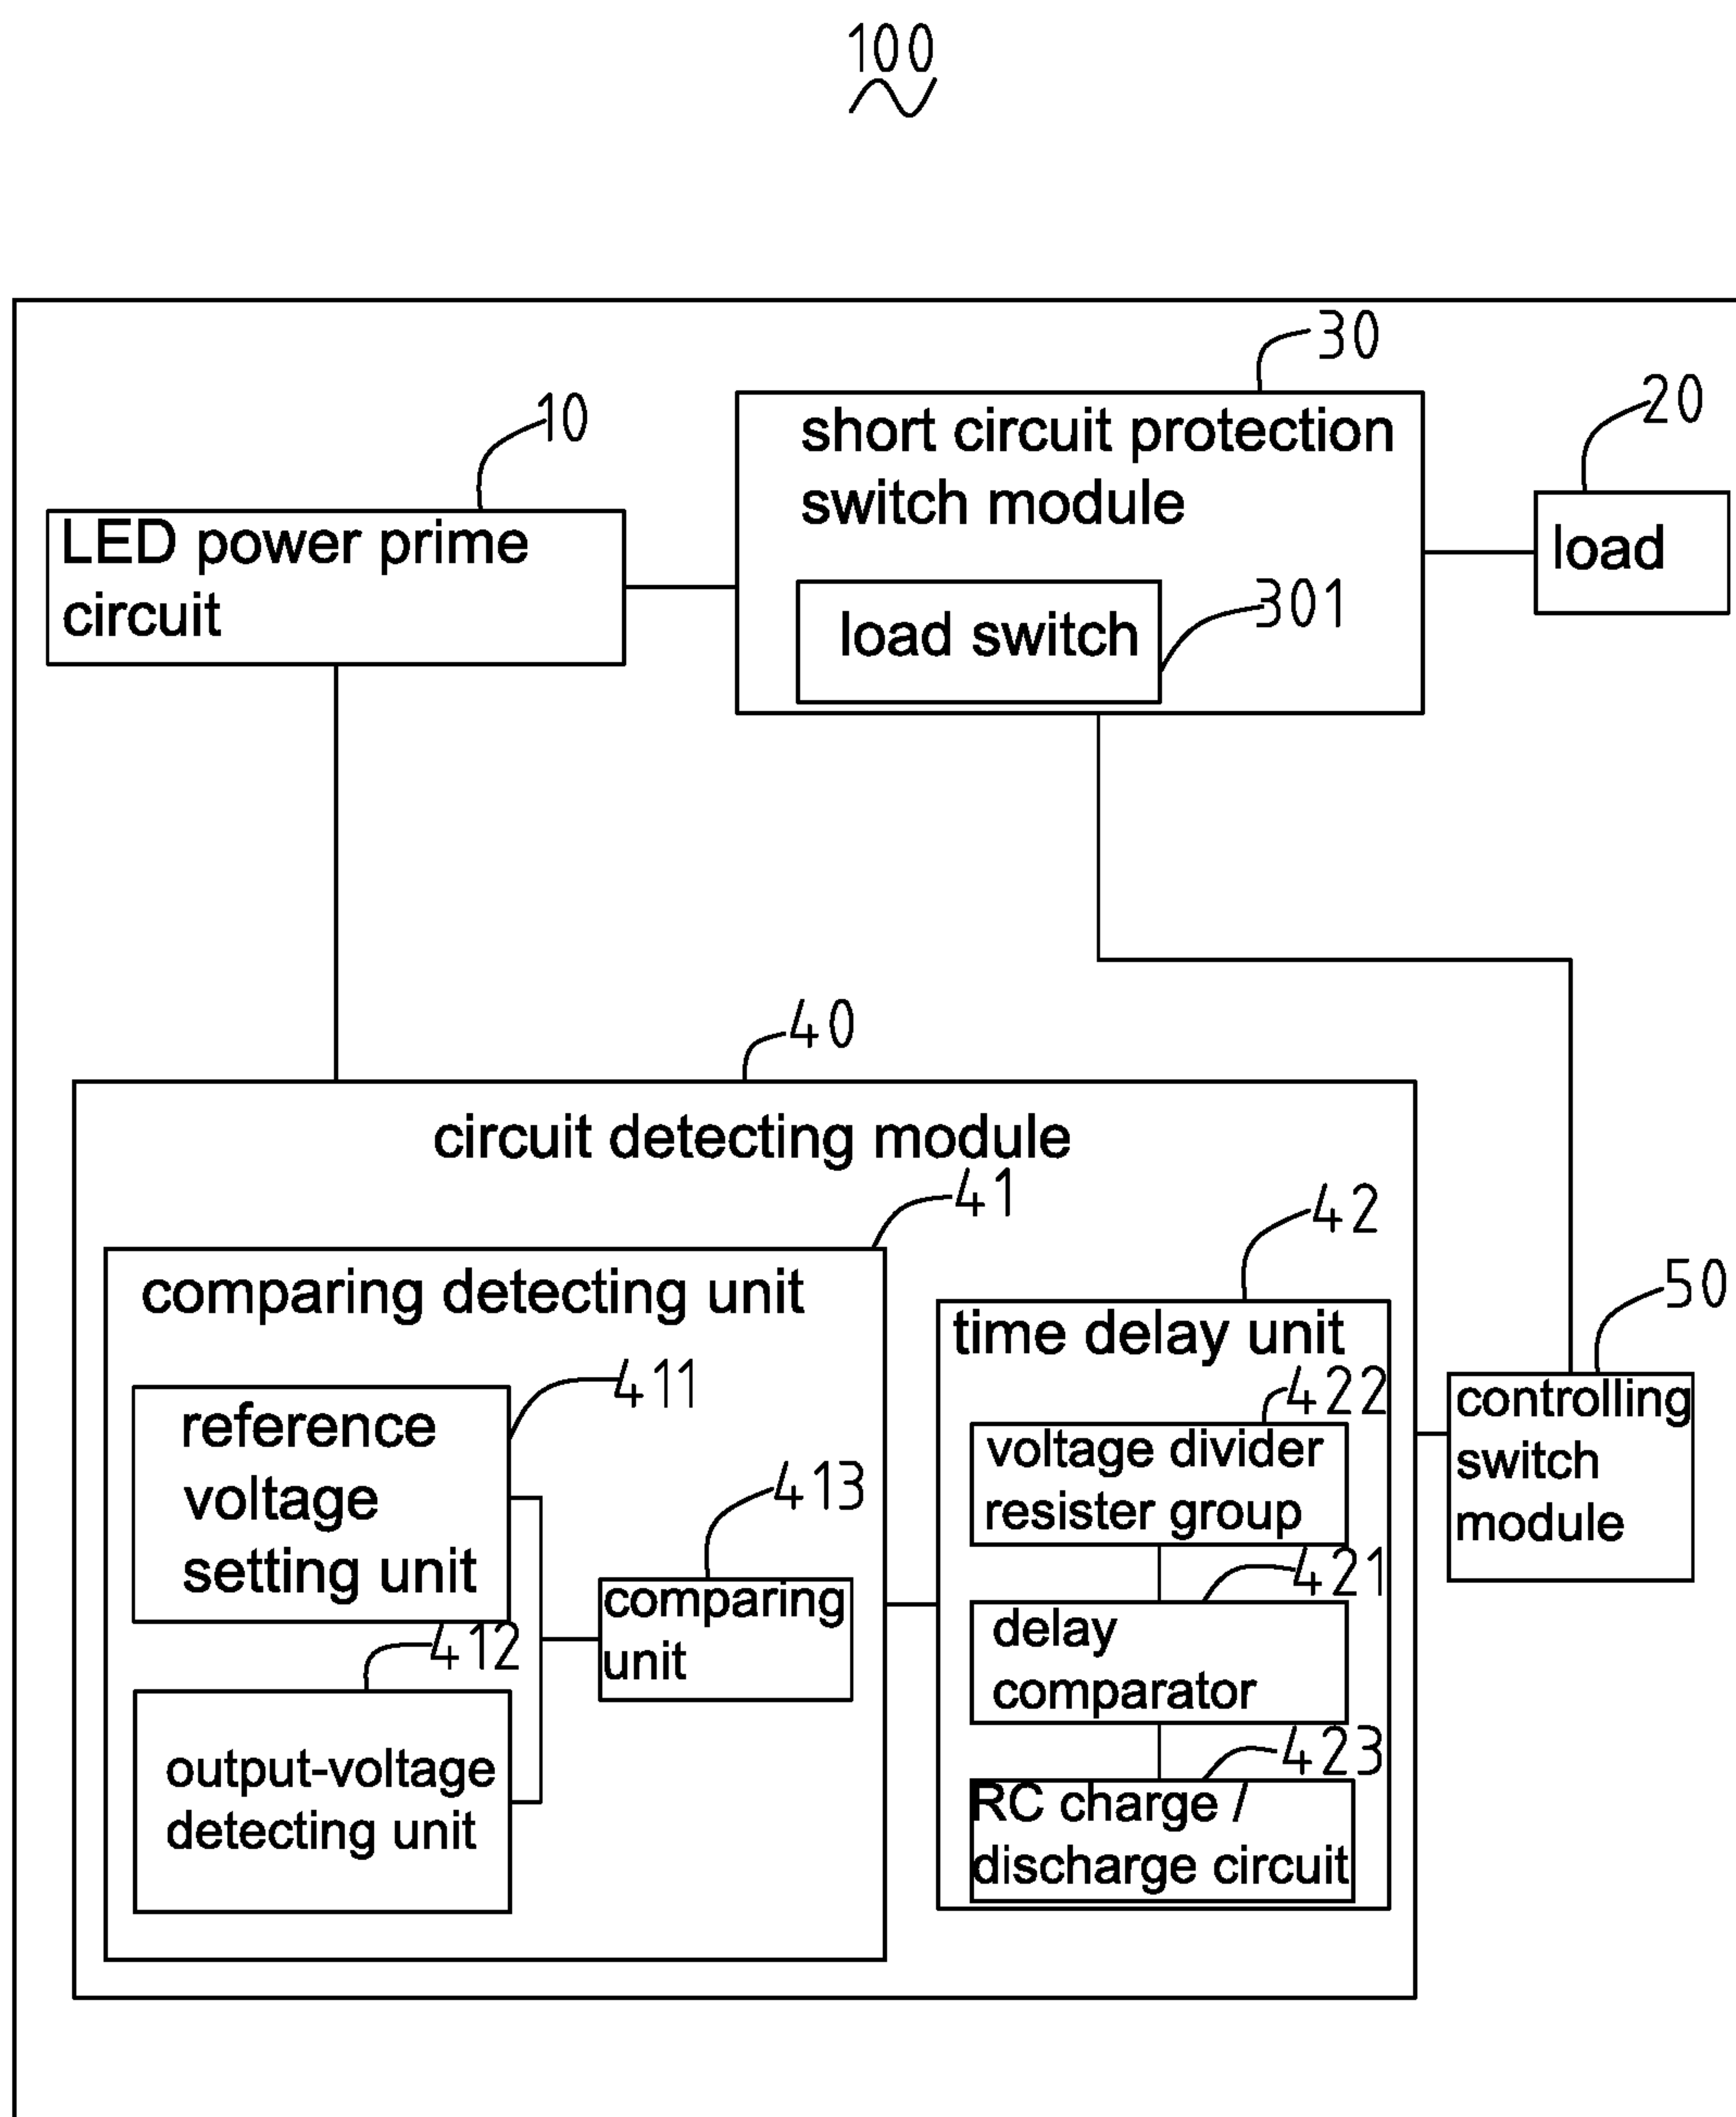 100
30
20
10
short circuit protection
switch module
LED power prime
circuit
load
load switch
301
40
circuit detecting module
41
42
comparing detecting unit
50
time delay unit
411
reference
voltage
setting unit
422
voltage divider
resister group
controlling
switch
module
413
comparing
unit
421
delay
comparator
412
output-voltage
detecting unit
423
RC charge /
discharge circuit